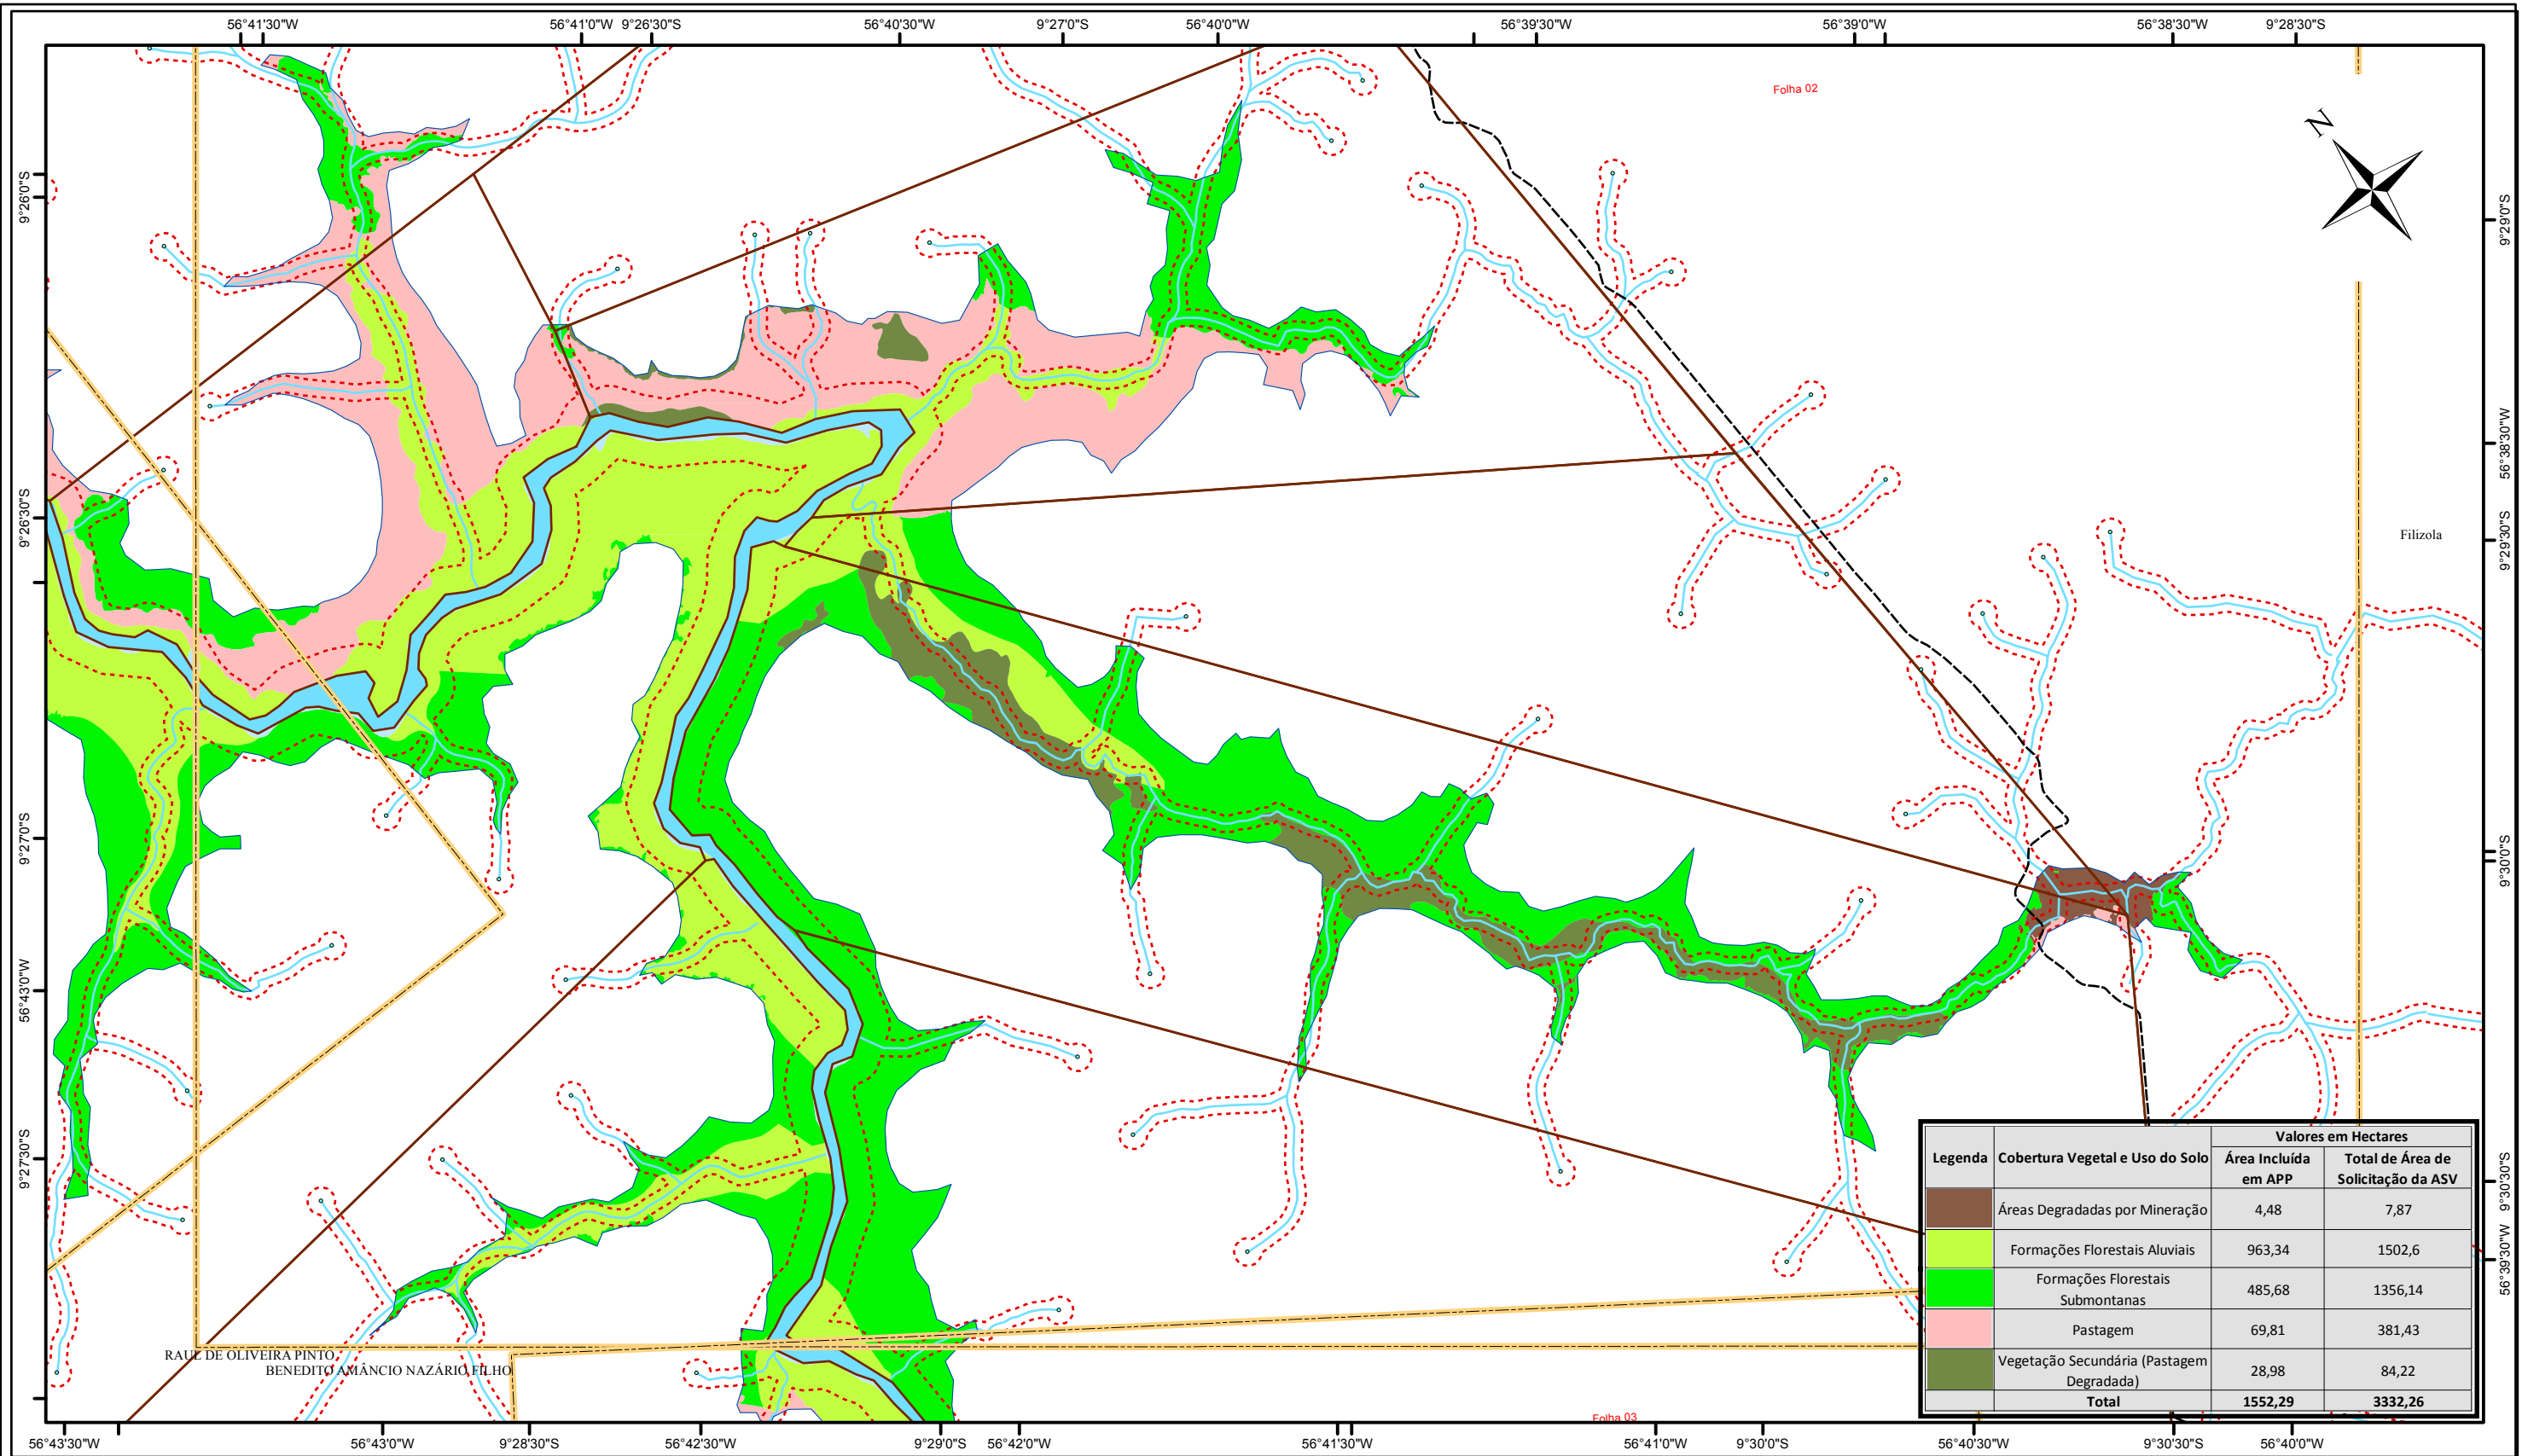 56°41'30"W
56°41'0"W
9°26'30"S
56°40'30"W
9°27'0"S
56°40'0"W
56°39'30"W
56°39'0"W
56°38'30"W
9°28'30"S
Folha 02
N
9°26'0"S
9°29'0"S
56°38'30"W
9°26'30"S
9°29'30"S
Filizola
9°27'0"S
9°30'0"S
56°43'0"W
9°27'30"S
9°30'30"S
56°39'30"W
Valores em Hectares
Legenda
Cobertura Vegetal e Uso do Solo
Área Incluída
em APP
Total de Área de
Solicitação da ASV
Áreas Degradadas por Mineração
4,48
7,87
Formações Florestais Aluviais
963,34
1502,6
Formações Florestais
Submontanas
485,68
1356,14
Pastagem
69,81
381,43
Vegetação Secundária (Pastagem
Degradada)
28,98
84,22
Total
1552,29
3332,26
RAUL DE OLIVEIRA PINTO
BENEDITO AMÂNCIO NAZÁRIO FILHO
Folha 03
56°43'30"W
56°43'0"W
9°28'30"S
56°42'30"W
9°29'0"S
56°42'0"W
56°41'30"W
56°41'0"W
9°30'0"S
56°40'30"W
9°30'30"S
56°40'0"W